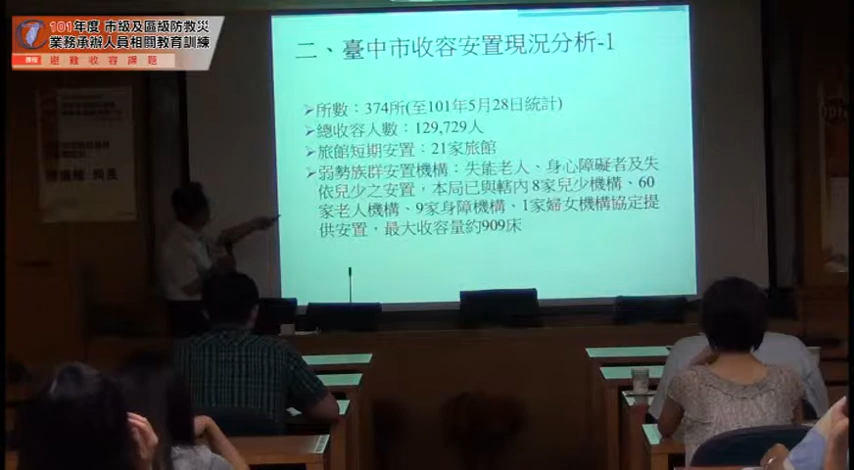 101年度 市級及區級防救災
業務承辦人員相關教育訓練
課程 避難收容課題
二、臺中市收容安置現況分析-1
➢所數：374所(至101年5月28日統計)
➢總收容人數：129,729人
➢旅館短期安置：21家旅館
➢弱勢族群安置機構：失能老人、身心障礙者及失
依兒少之安置，本局已與轄內8家兒少機構、60
家老人機構、9家身障機構、1家婦女機構協定提
供安置，最大收容量約909床